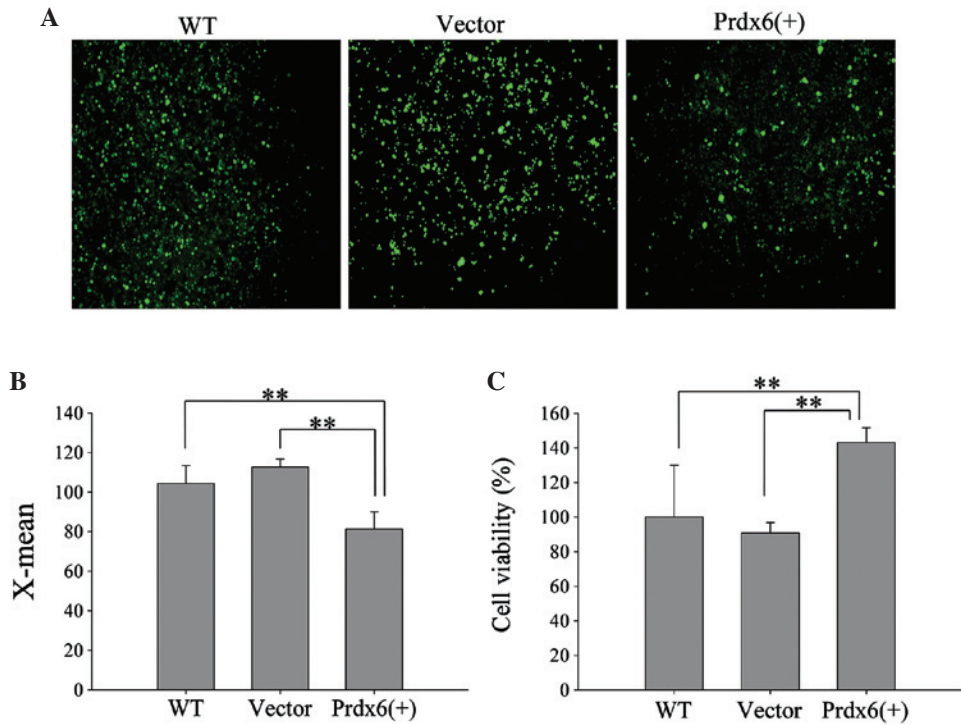 A
WT
Vector
Prdx6(+)
B
X-mean
140
120
100
80
60
40
20
0
**
**
WT
Vector
Prdx6(+)
C
Cell viability (%)
160
140
120
100
80
60
40
20
0
**
**
WT
Vector
Prdx6(+)